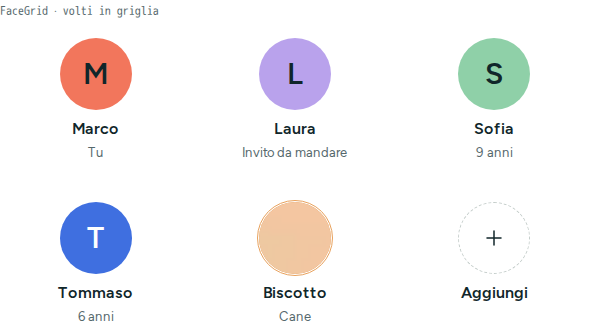 FaceGrid · volti in griglia
M
L
S
Marco
Laura
Sofia
Tu
Invito da mandare
9 anni
T
+
Tommaso
Biscotto
Aggiungi
6 anni
Cane